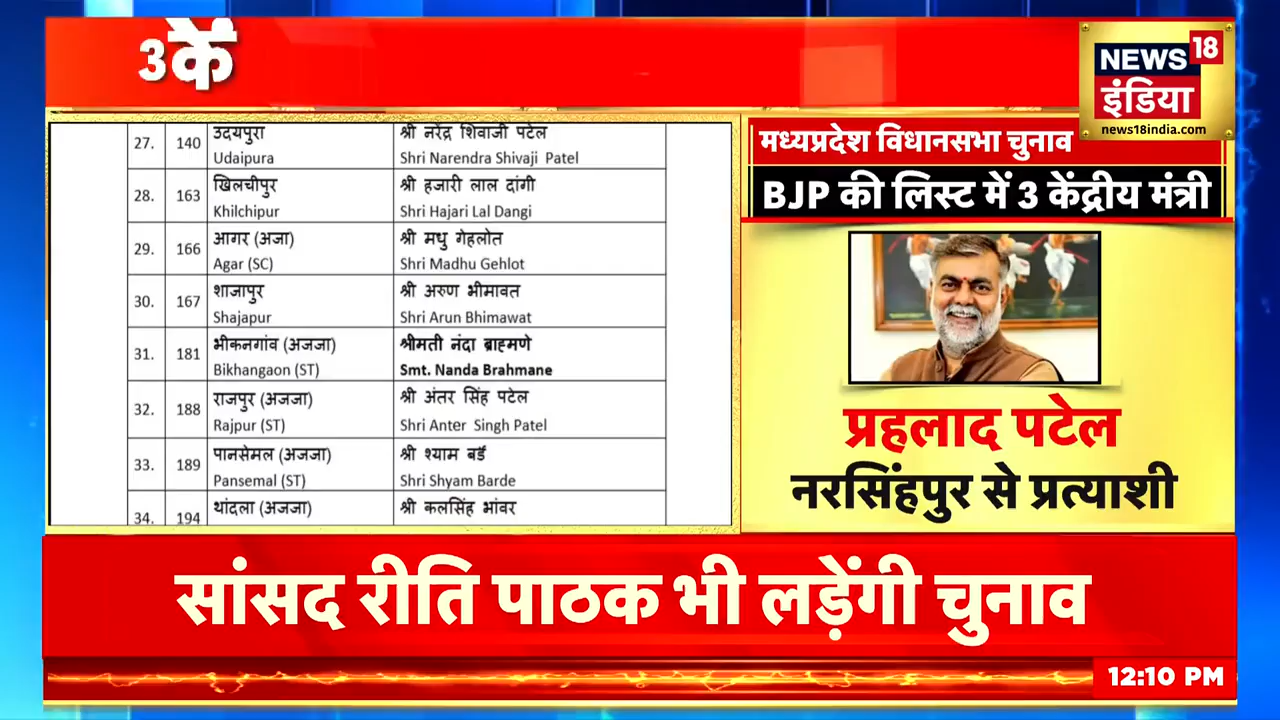 3 कें
NEWS 18
इंडिया
news18india.com
27. 140 उदयपुरा श्री नरेंद्र शिवाजी पटेल
Udaipura Shri Narendra Shivaji Patel
28. 163 खिलचीपुर श्री हजारी लाल दांगी
Khilchipur Shri Hajari Lal Dangi
29. 166 आगर (अजा) श्री मधु गेहलोत
Agar (SC) Shri Madhu Gehlot
30. 167 शाजापुर श्री अरुण भीमावत
Shajapur Shri Arun Bhimawat
31. 181 भीकनगांव (अजजा) श्रीमती नंदा ब्राह्मणे
Bikhangaon (ST) Smt. Nanda Brahmane
32. 188 राजपुर (अजजा) श्री अंतर सिंह पटेल
Rajpur (ST) Shri Anter Singh Patel
33. 189 पानसेमल (अजजा) श्री श्याम बर्डे
Pansemal (ST) Shri Shyam Barde
34. 194 थांदला (अजजा) श्री कलसिंह भांवर
मध्यप्रदेश विधानसभा चुनाव
BJP की लिस्ट में 3 केंद्रीय मंत्री
प्रहलाद पटेल
नरसिंहपुर से प्रत्याशी
सांसद रीति पाठक भी लड़ेंगी चुनाव
12:10 PM